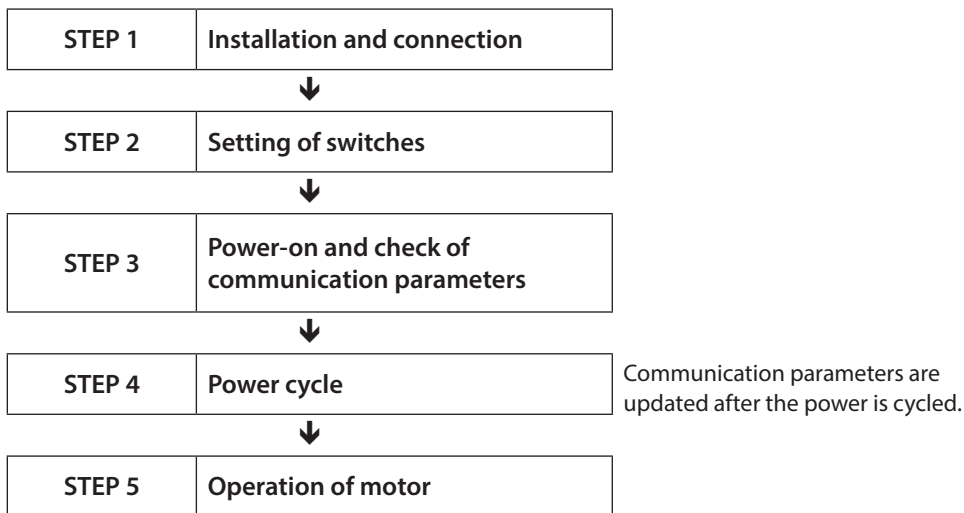 STEP 1 Installation and connection
STEP 2 Setting of switches
STEP 3 Power-on and check of
communication parameters
STEP 4 Power cycle
Communication parameters are
updated after the power is cycled.
STEP 5 Operation of motor